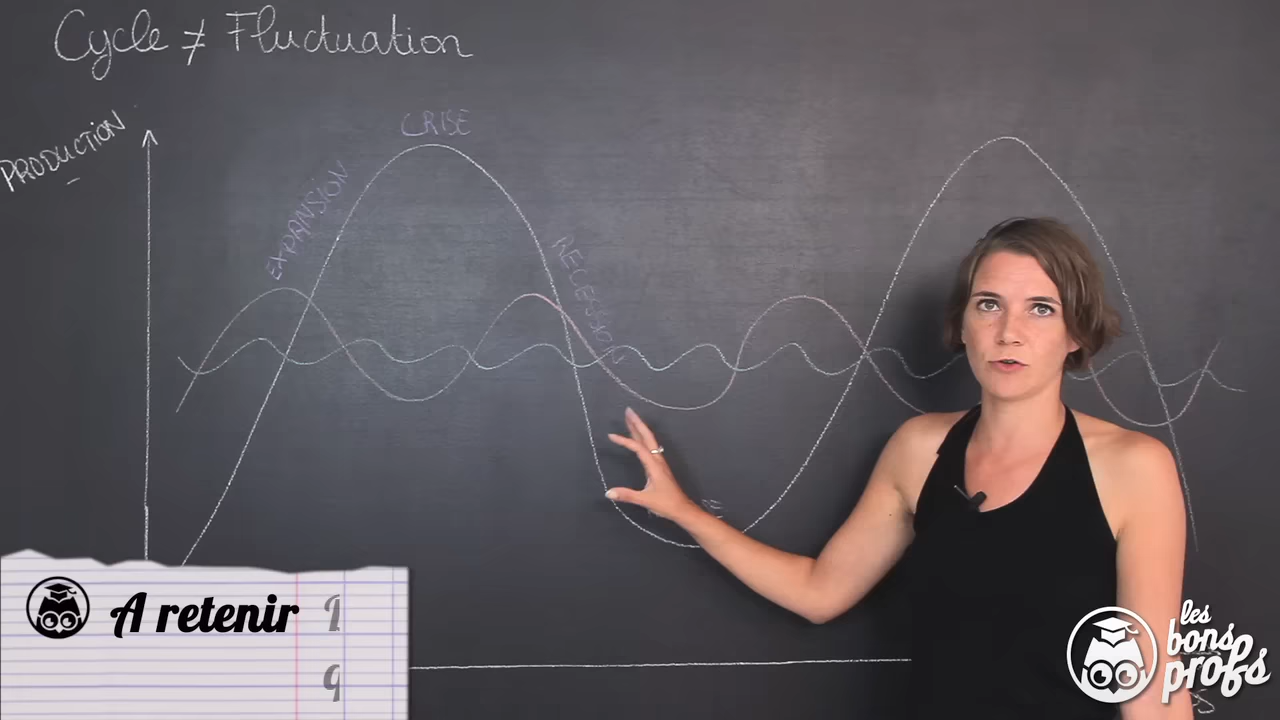 Cycle ≠ Fluctuation
PRODUCTION
CRISE
EXPANSION
RECESSION
A retenir
les
bons
profs